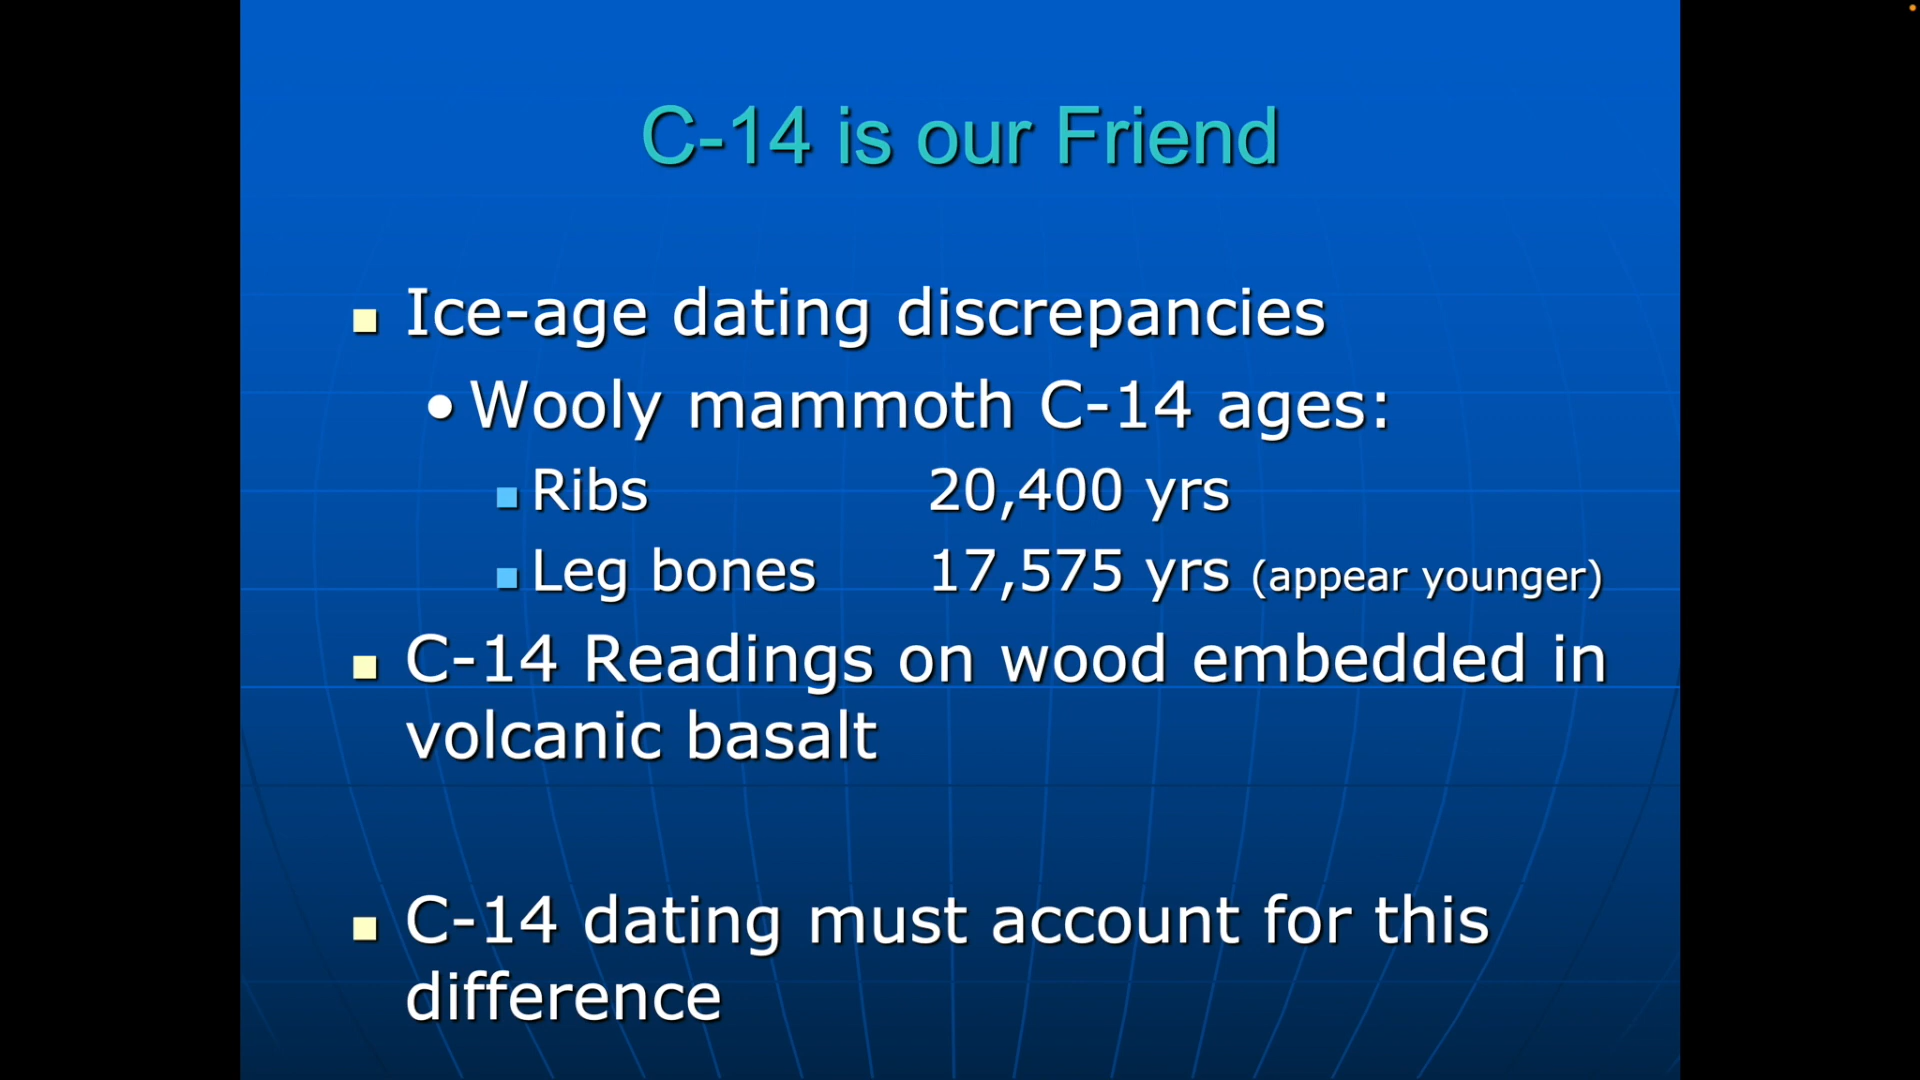 C-14 is our Friend
Ice-age dating discrepancies
Wooly mammoth C-14 ages:
Ribs 20,400 yrs
Leg bones 17,575 yrs (appear younger)
C-14 Readings on wood embedded in
volcanic basalt
C-14 dating must account for this
difference